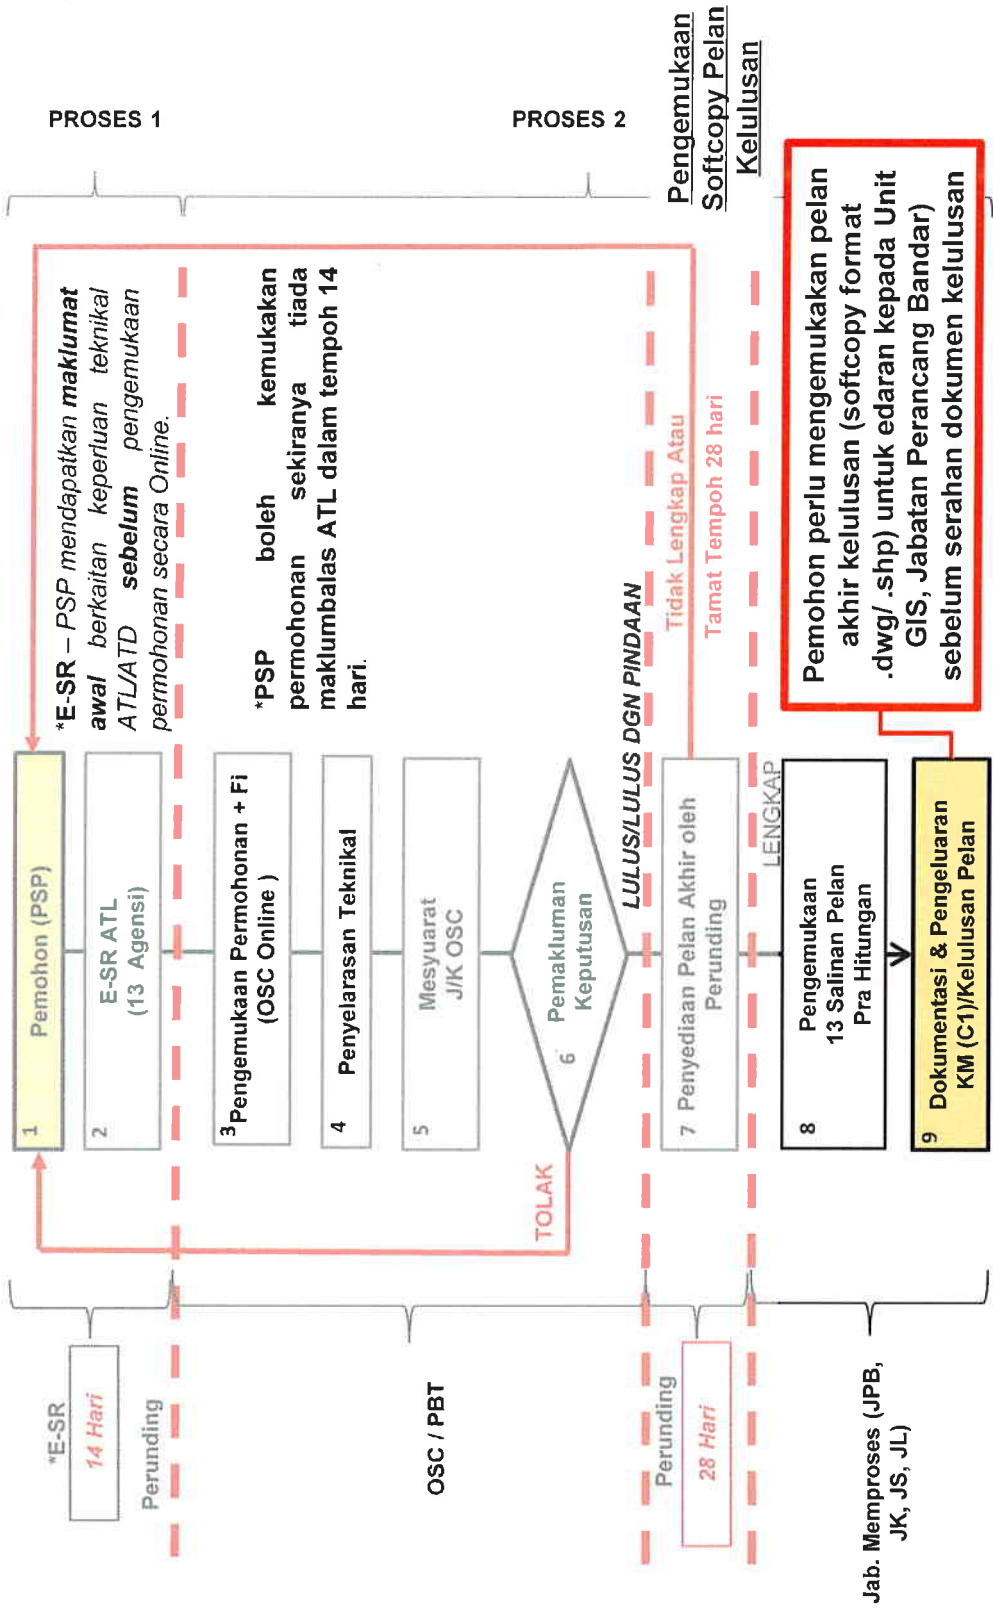 *E-SR
14 Hari
Perunding
OSC / PBT
Perunding
28 Hari
Jab. Memproses (JPB,
JK, JS, JL)
1 Pemohon (PSP)
2 E-SR ATL
(13 Agensi)
3 Pengemukaan Permohonan + Fi
(OSC Online )
4 Penyelarasan Teknikal
5 Mesyuarat
J/K OSC
6 Pemakluman
Keputusan
TOLAK
LULUS/LULUS DGN PINDAAN
7 Penyediaan Pelan Akhir oleh
Perunding
Tidak Lengkap Atau
Tamat Tempoh 28 hari
LENGKAP
8 Pengemukaan
13 Salinan Pelan
Pra Hitungan
9 Dokumentasi & Pengeluran
KM (C1)/Kelulusan Pelan
*E-SR – PSP mendapatkan maklumat
awal berkaitan keperluan teknikal
ATL/ATD sebelum pengemukaan
permohonan secara Online.
*PSP boleh kemukakan
permohonan sekiranya tiada
maklumbalas ATL dalam tempoh 14
hari.
PROSES 1
PROSES 2
Pengemukaan
Softcopy Pelan
Kelulusan
Pemohon perlu mengemukakan pelan
akhir kelulusan (softcopy format
.dwg/ .shp) untuk edaran kepada Unit
GIS, Jabatan Perancang Bandar)
sebelum serahan dokumen kelulusan